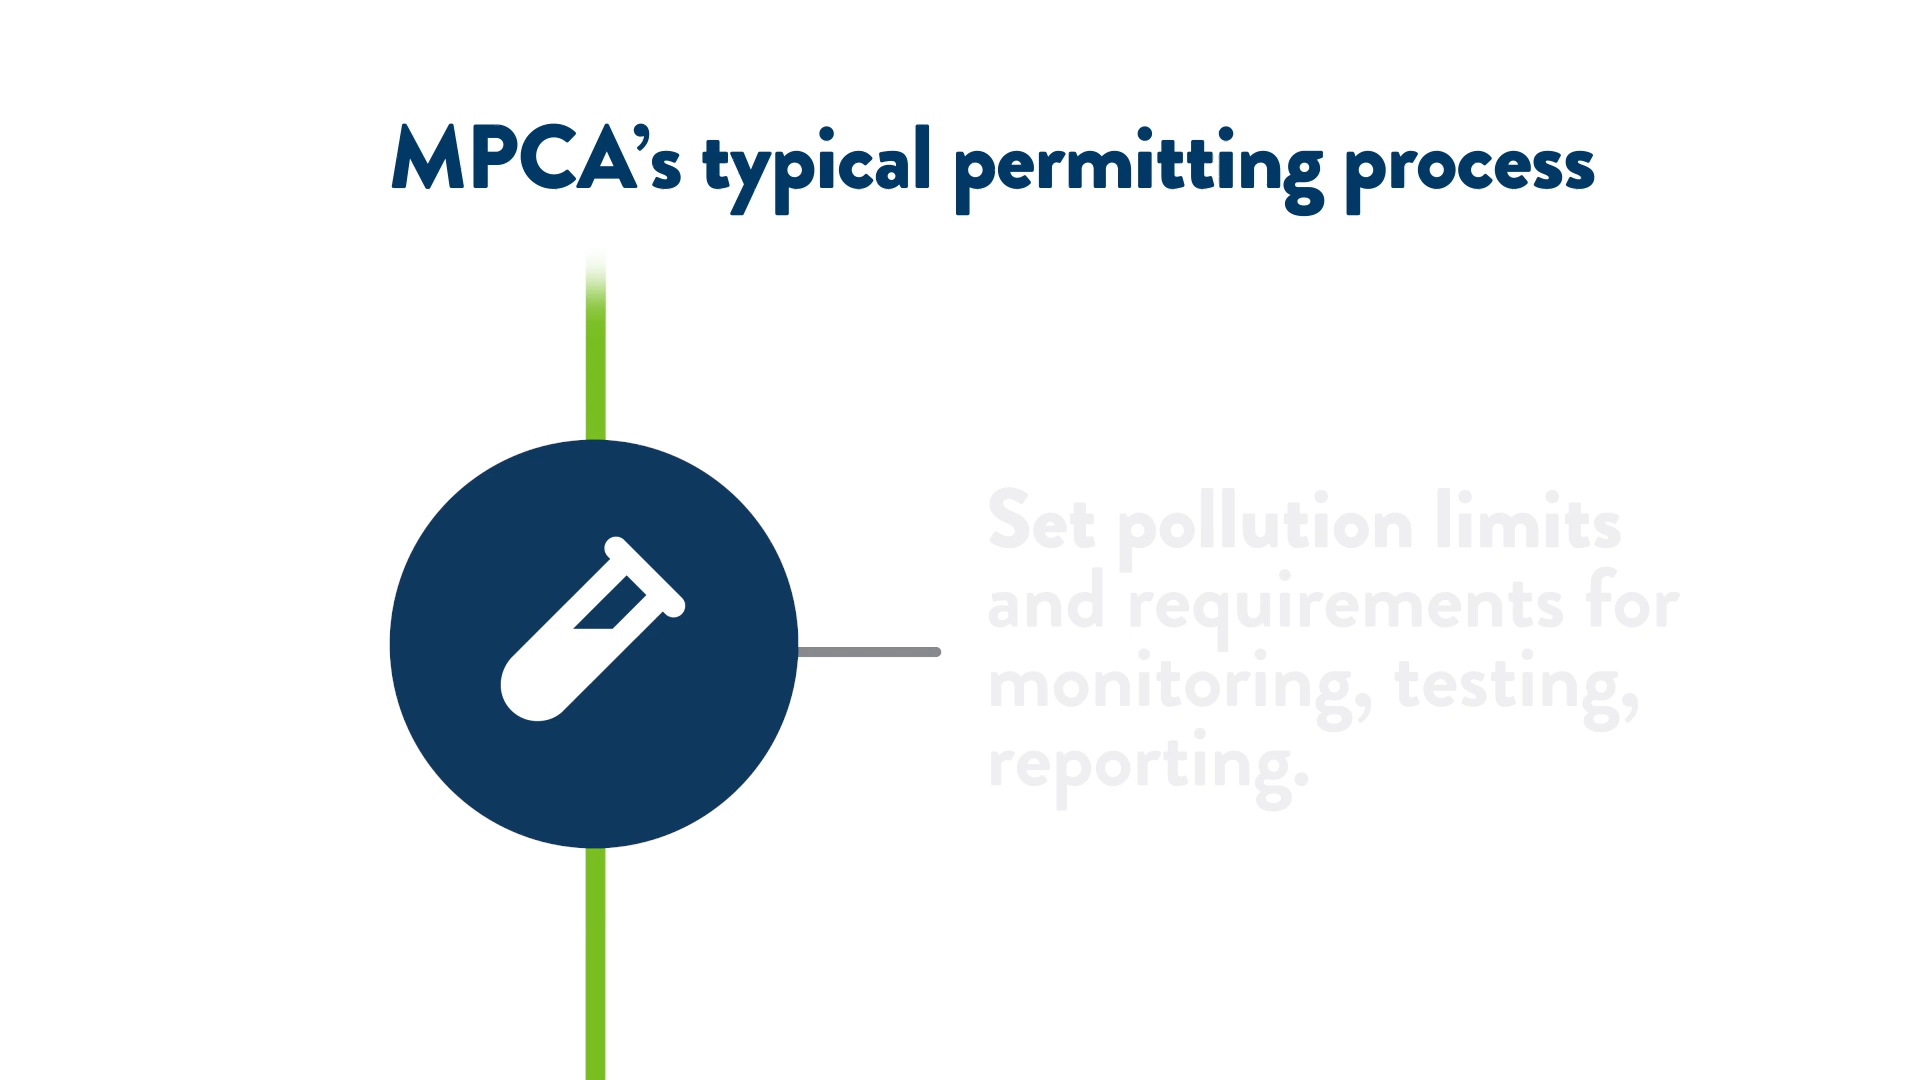 MPCA’s typical permitting process
Set pollution limits
and requirements for
monitoring, testing,
reporting.